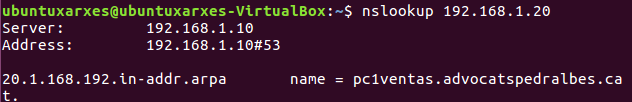 ubuntuxarxes@ubuntuxarxes-VirtualBox:~$ nslookup 192.168.1.20
Server:         192.168.1.10
Address:        192.168.1.10#53

20.1.168.192.in-addr.arpa       name = pc1ventas.advocatspedralbes.ca
t.